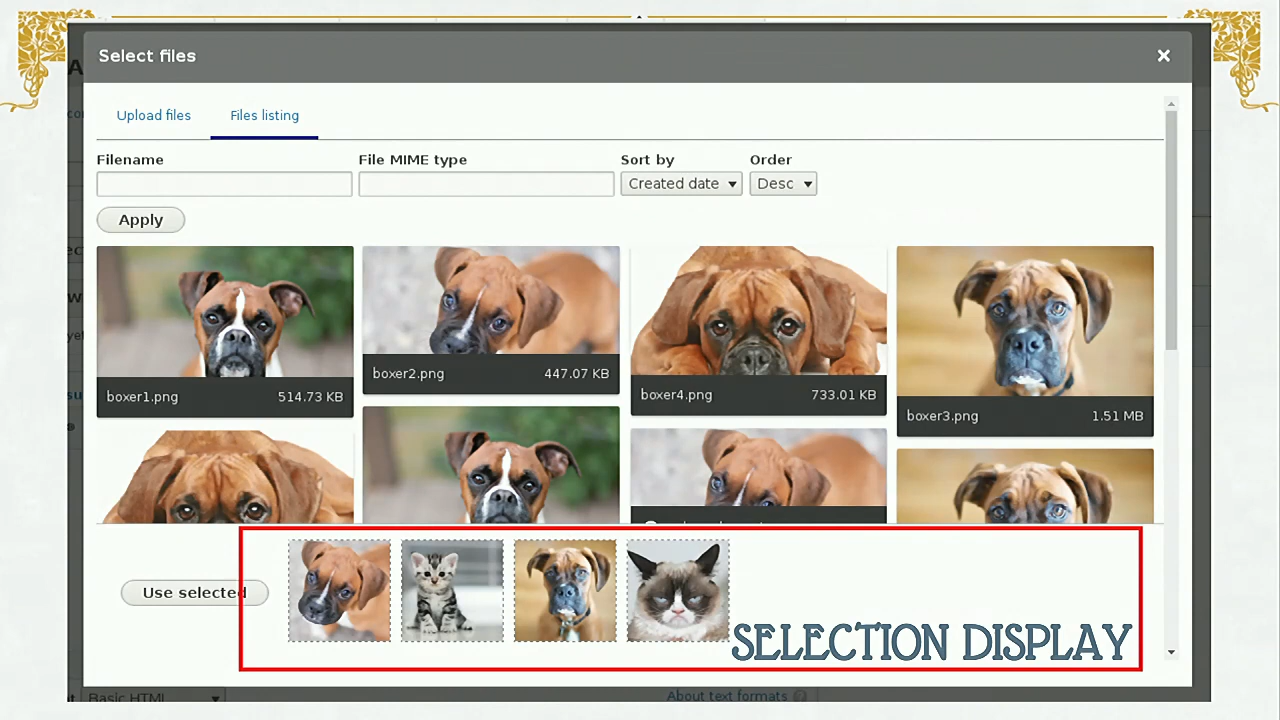 Select files
Upload files Files listing
Filename File MIME type Sort by Order
Created date Desc
Apply
boxer1.png 514.73 KB
boxer2.png 447.07 KB
boxer4.png 733.01 KB
boxer3.png 1.51 MB
Use selected
SELECTION DISPLAY
Basic HTML
About text formats